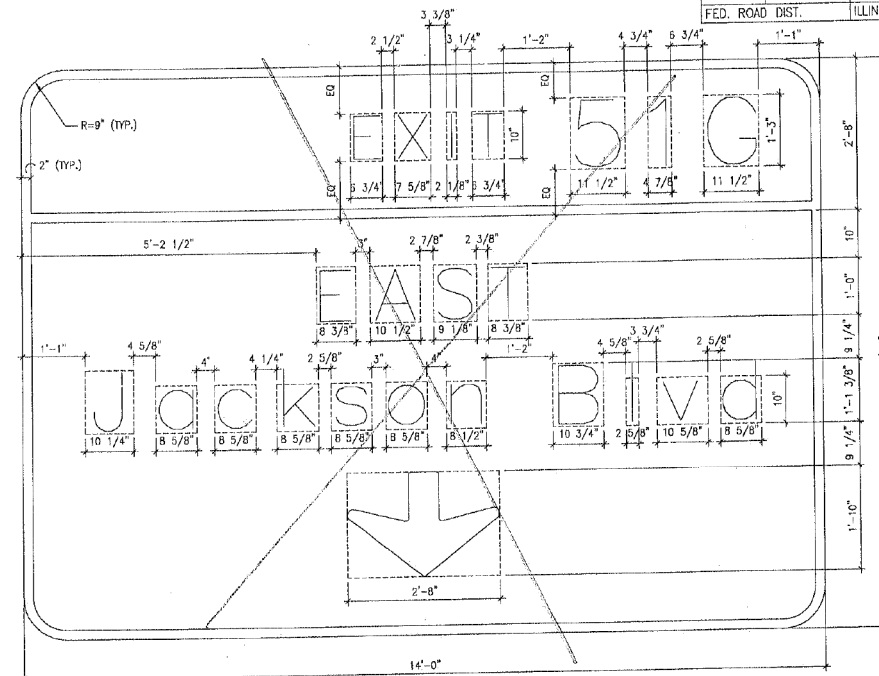 FED. ROAD DIST. ILLIN
3 3/8" 6 3/4"
2 1/2" 3 1/4" 1'-2" 4 3/4" 1'-1"
EQ EQ
R=9" (TYP.)
2" (TYP.)
EXIT 51C
10" 1'-3" 2'-8"
6 3/4" 7 5/8" 2 1/8" 6 3/4" 11 1/2" 4 7/8" 11 1/2"
EQ EQ
5'-2 1/2" 3" 2 7/8" 2 3/8" 10"
EAST
1'-0"
8 3/8" 10 1/2" 9 1/8" 8 3/8"
1'-1" 4 5/8" 4" 4 1/4" 2 5/8" 3" 4" 1'-2" 4 5/8" 3 3/4" 2 5/8" 9 1/4"
Jackson Blvd
10" 1'-1 3/8"
10 1/4" 8 5/8" 8 5/8" 8 5/8" 8 5/8" 8 5/8" 8 1/2" 10 3/4" 2 5/8" 10 5/8" 8 5/8" 9 1/4"
1'-10"
2'-8"
14'-0"